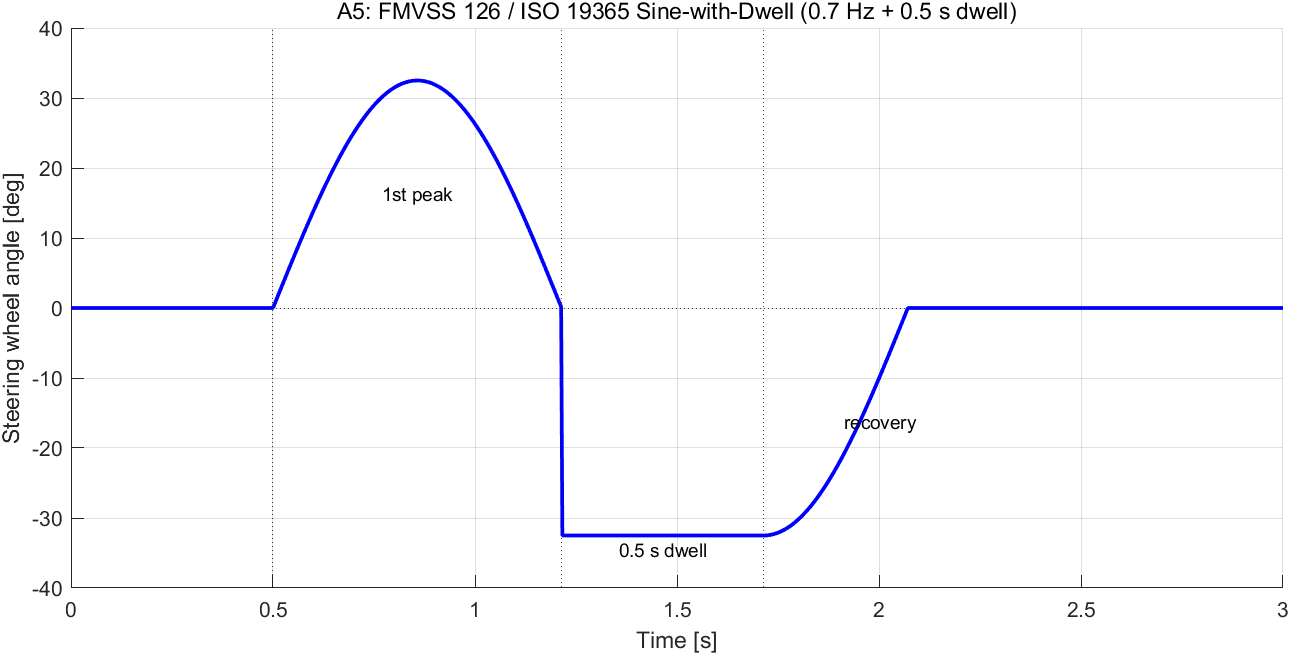 A5: FMVSS 126 / ISO 19365 Sine-with-Dwell (0.7 Hz + 0.5 s dwell)
Steering wheel angle [deg]
40
30
20
10
0
-10
-20
-30
-40
1st peak
recovery
0.5 s dwell
0
0.5
1
1.5
2
2.5
3
Time [s]